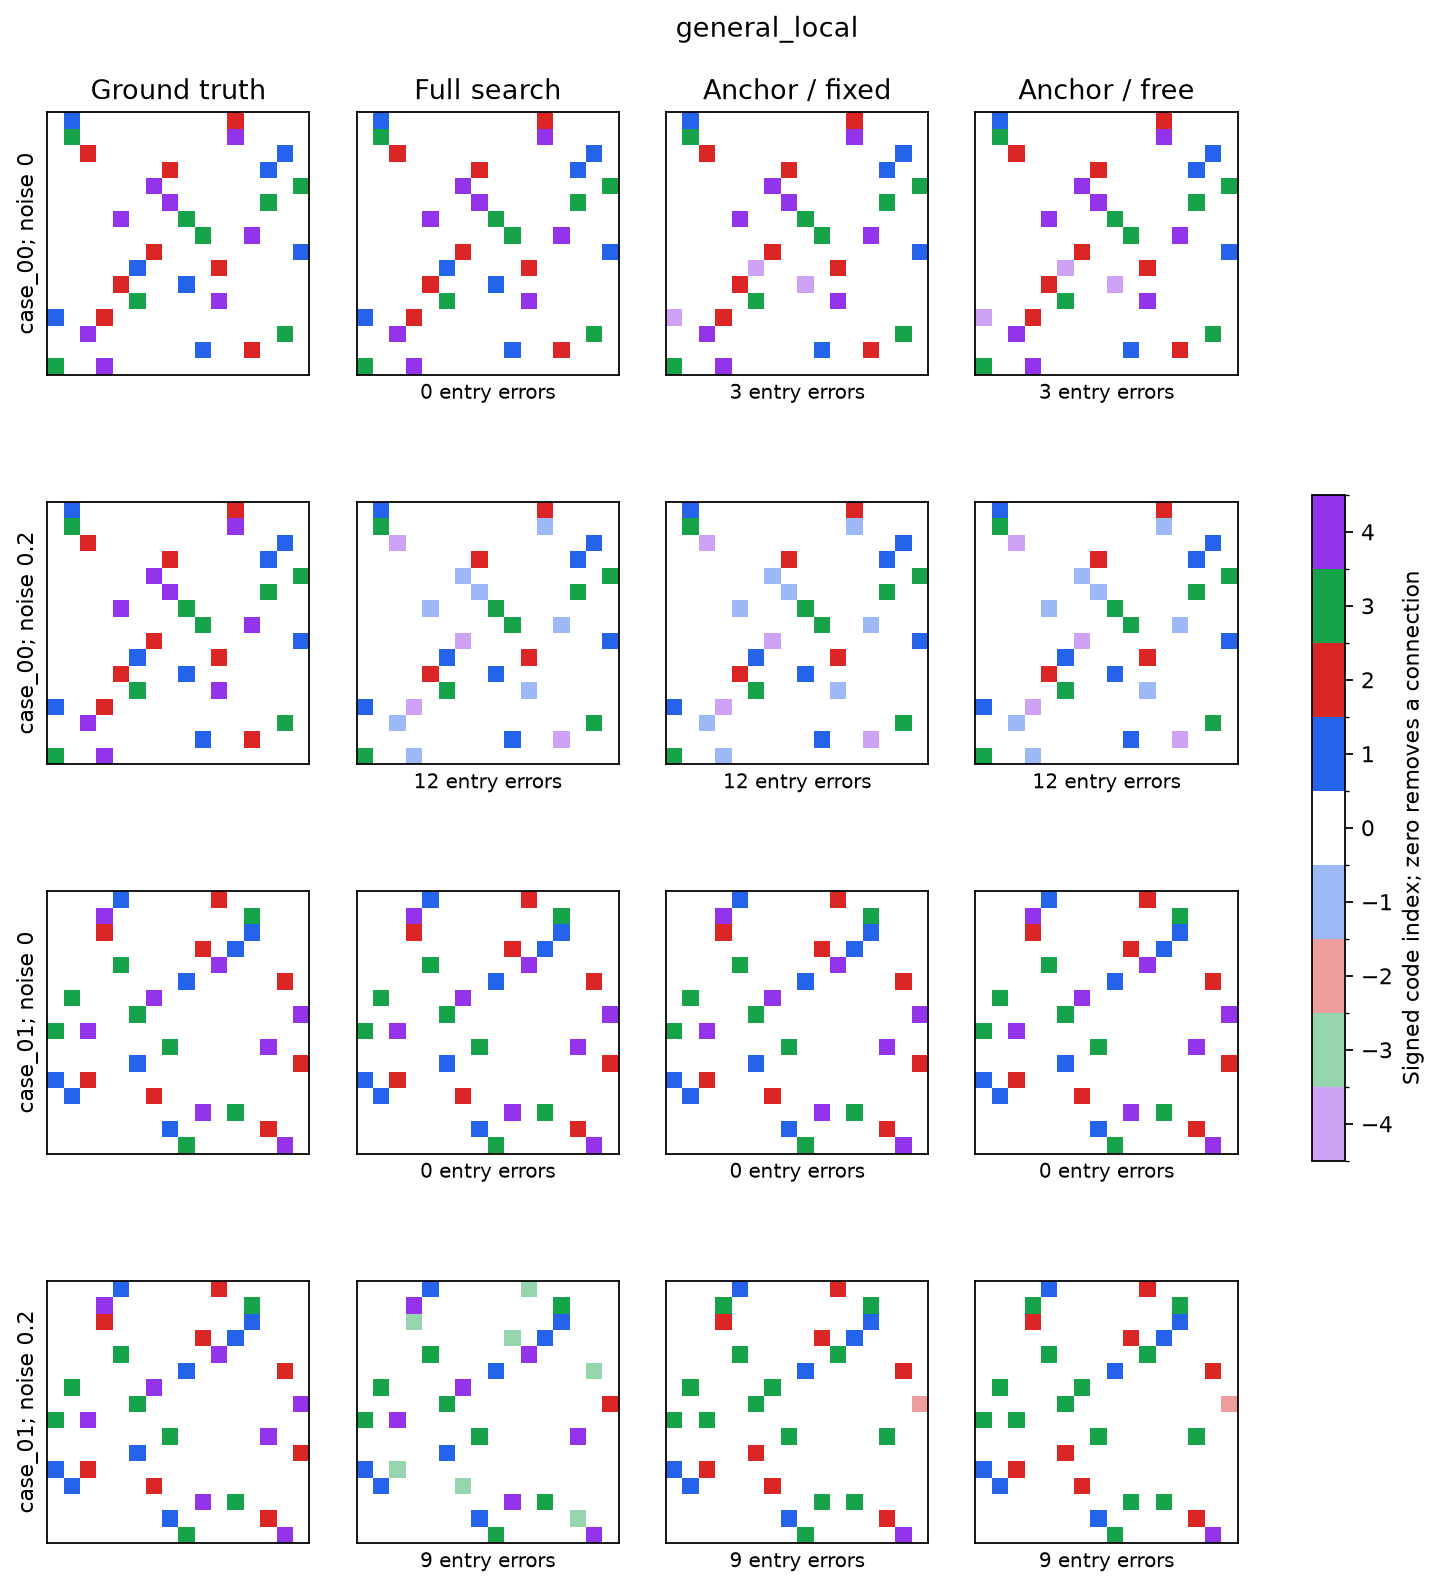 general_local
Ground truth
Full search
Anchor / fixed
Anchor / free
case_00; noise 0
0 entry errors
3 entry errors
3 entry errors
case_00; noise 0.2
12 entry errors
12 entry errors
12 entry errors
case_01; noise 0
0 entry errors
0 entry errors
0 entry errors
case_01; noise 0.2
9 entry errors
9 entry errors
9 entry errors
4
3
2
1
0
−1
−2
−3
−4
Signed code index; zero removes a connection